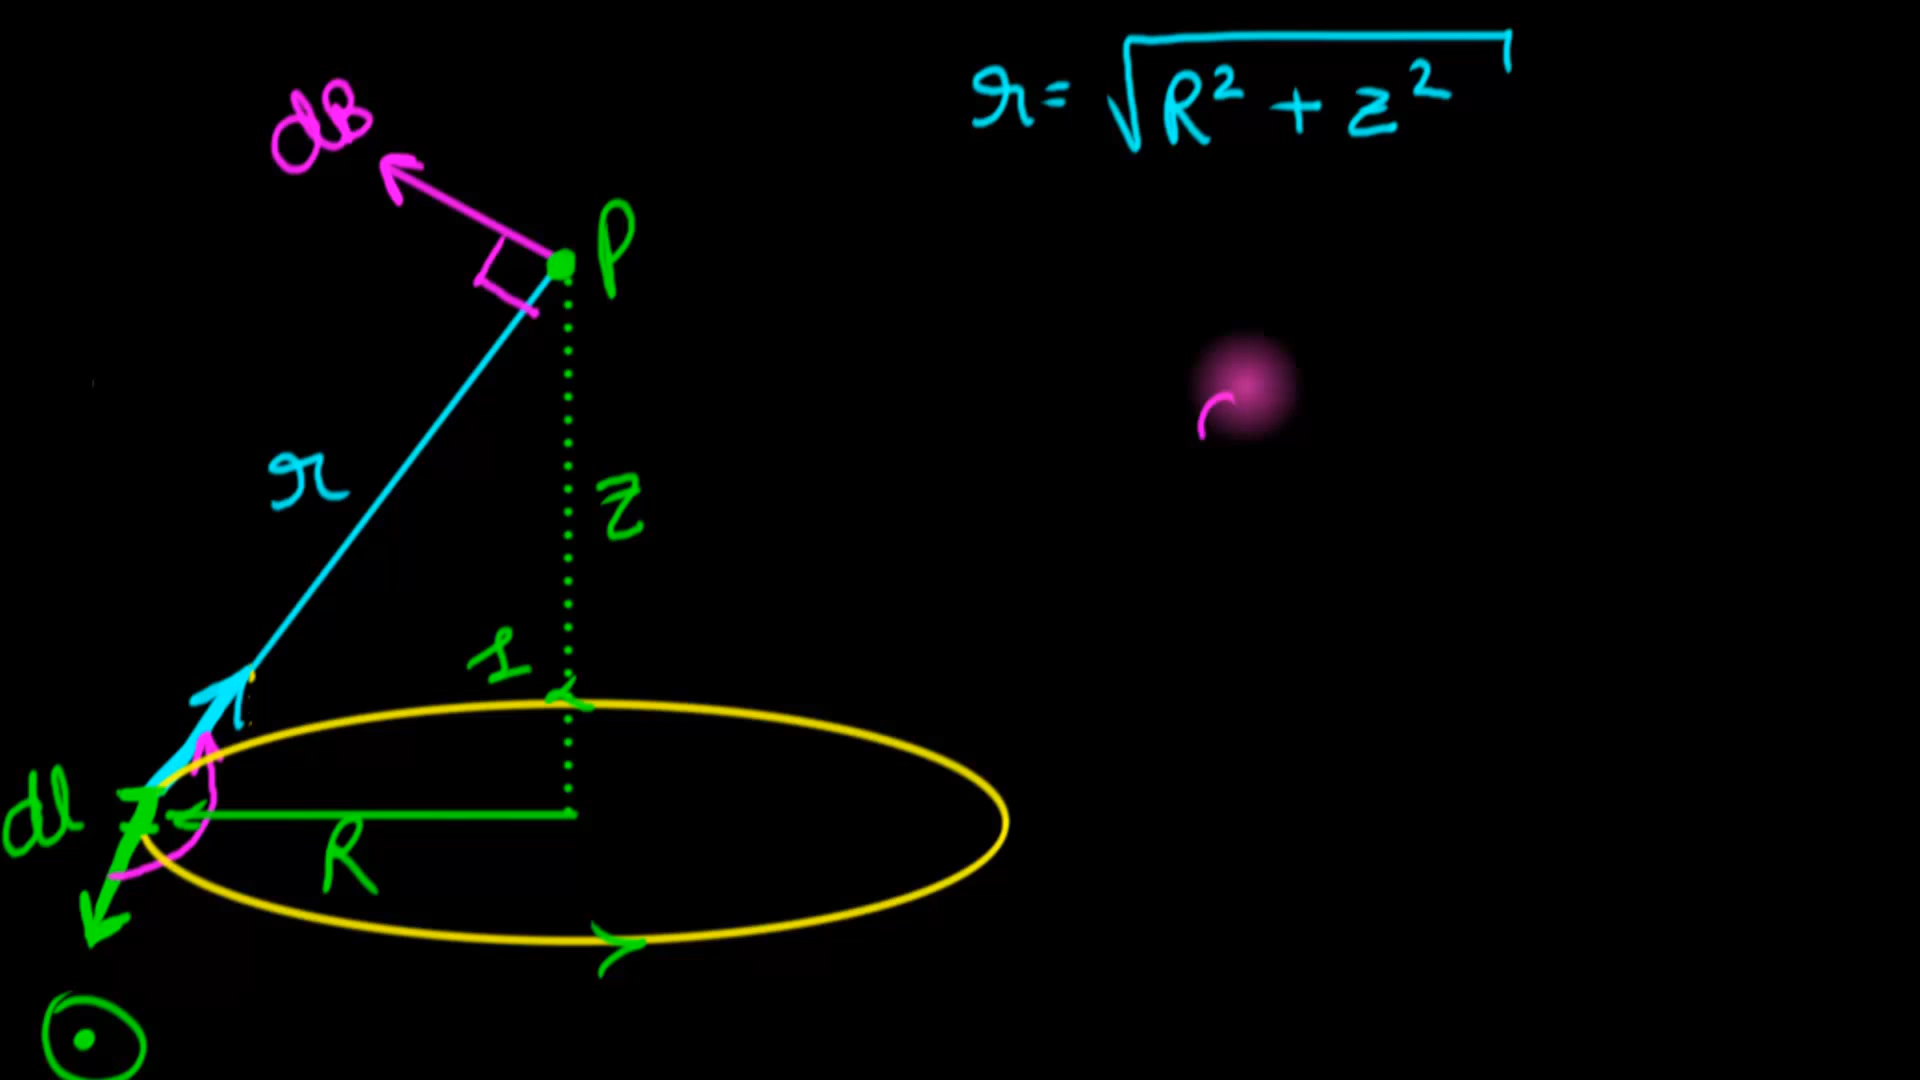 r = √(R² + z²)
dB
P
r
z
I
dl
R